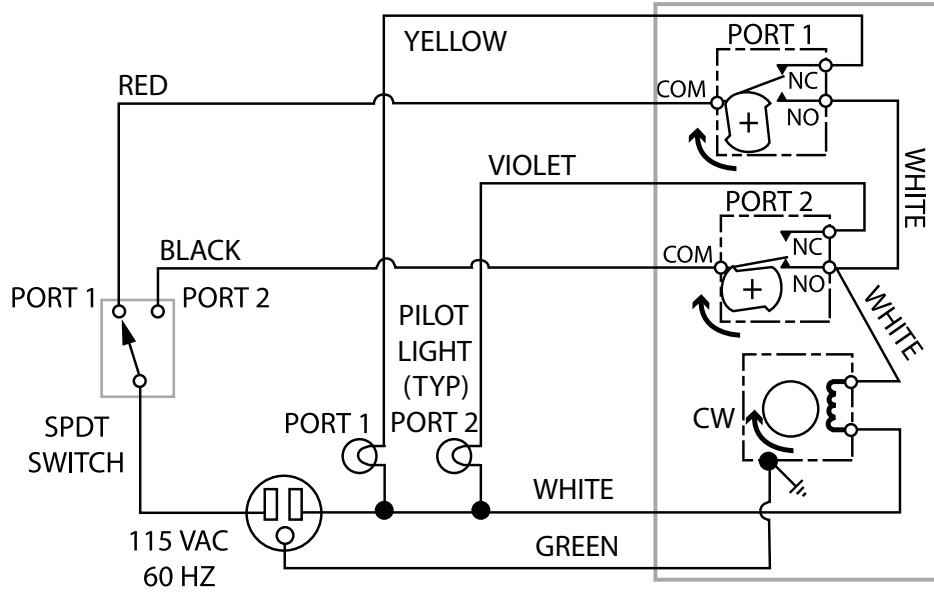 YELLOW
PORT 1
RED
COM
NC
NO
VIOLET
WHITE
PORT 2
BLACK
COM
NC
NO
PORT 1
PORT 2
WHITE
PILOT
LIGHT
(TYP)
PORT 1
PORT 2
CW
SPDT
SWITCH
WHITE
115 VAC
60 HZ
GREEN